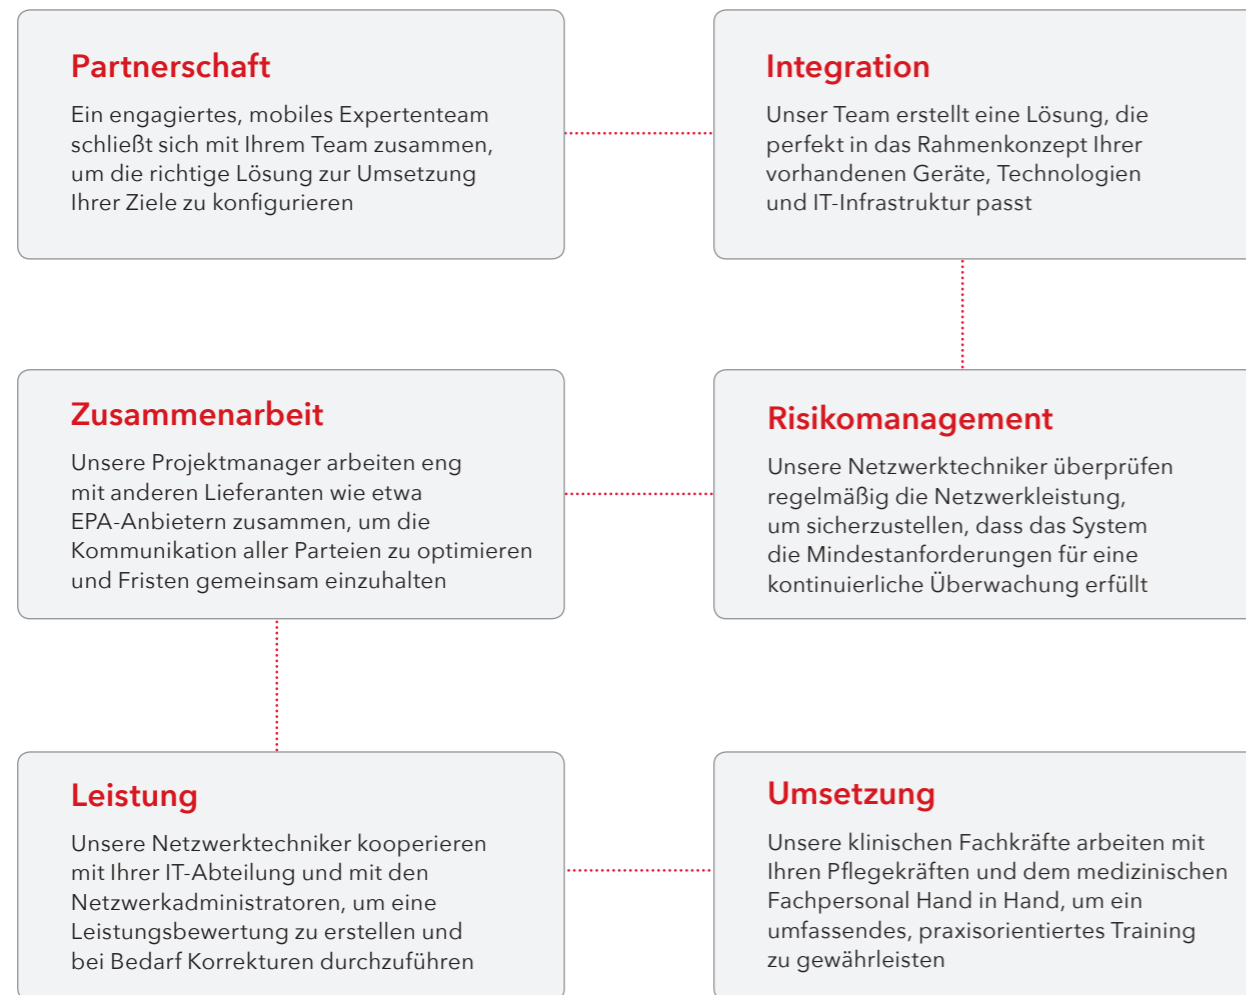 Partnerschaft
Ein engagiertes, mobiles Expertenteam
schließt sich mit Ihrem Team zusammen,
um die richtige Lösung zur Umsetzung
Ihrer Ziele zu konfigurieren
Integration
Unser Team erstellt eine Lösung, die
perfekt in das Rahmenkonzept Ihrer
vorhandenen Geräte, Technologien
und IT-Infrastruktur passt
Risikomanagement
Unsere Netzwerktechniker überprüfen
regelmäßig die Netzwerkleistung,
um sicherzustellen, dass das System
die Mindestanforderungen für eine
kontinuierliche Überwachung erfüllt
Zusammenarbeit
Unsere Projektmanager arbeiten eng
mit anderen Lieferanten wie etwa
EPA-Anbietern zusammen, um die
Kommunikation aller Parteien zu optimieren
und Fristen gemeinsam einzuhalten
Leistung
Unsere Netzwerktechniker kooperieren
mit Ihrer IT-Abteilung und mit den
Netzwerkadministratoren, um eine
Leistungsbewertung zu erstellen und
bei Bedarf Korrekturen durchzuführen
Umsetzung
Unsere klinischen Fachkräfte arbeiten mit
Ihren Pflegekräften und dem medizinischen
Fachpersonal Hand in Hand, um ein
umfassendes, praxisorientiertes Training
zu gewährleisten